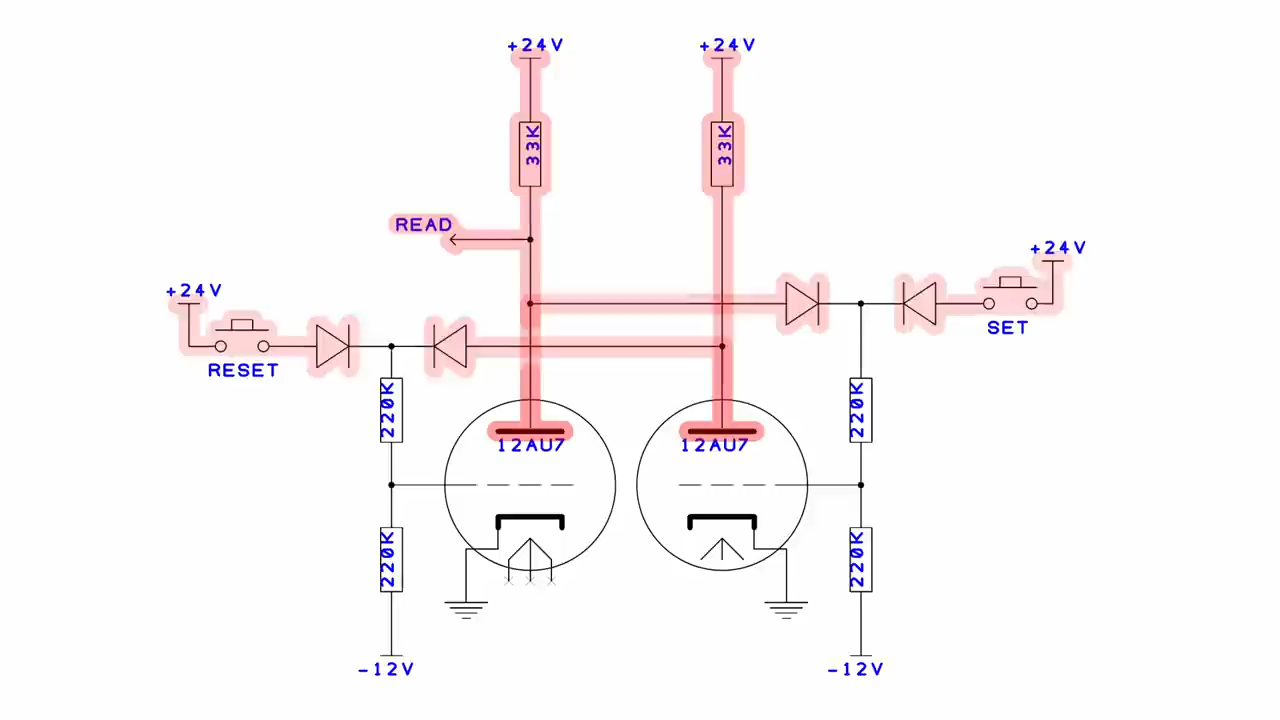 +24V
+24V
33K
33K
READ
+24V
+24V
SET
RESET
220K
220K
12AU7
12AU7
220K
220K
-12V
-12V